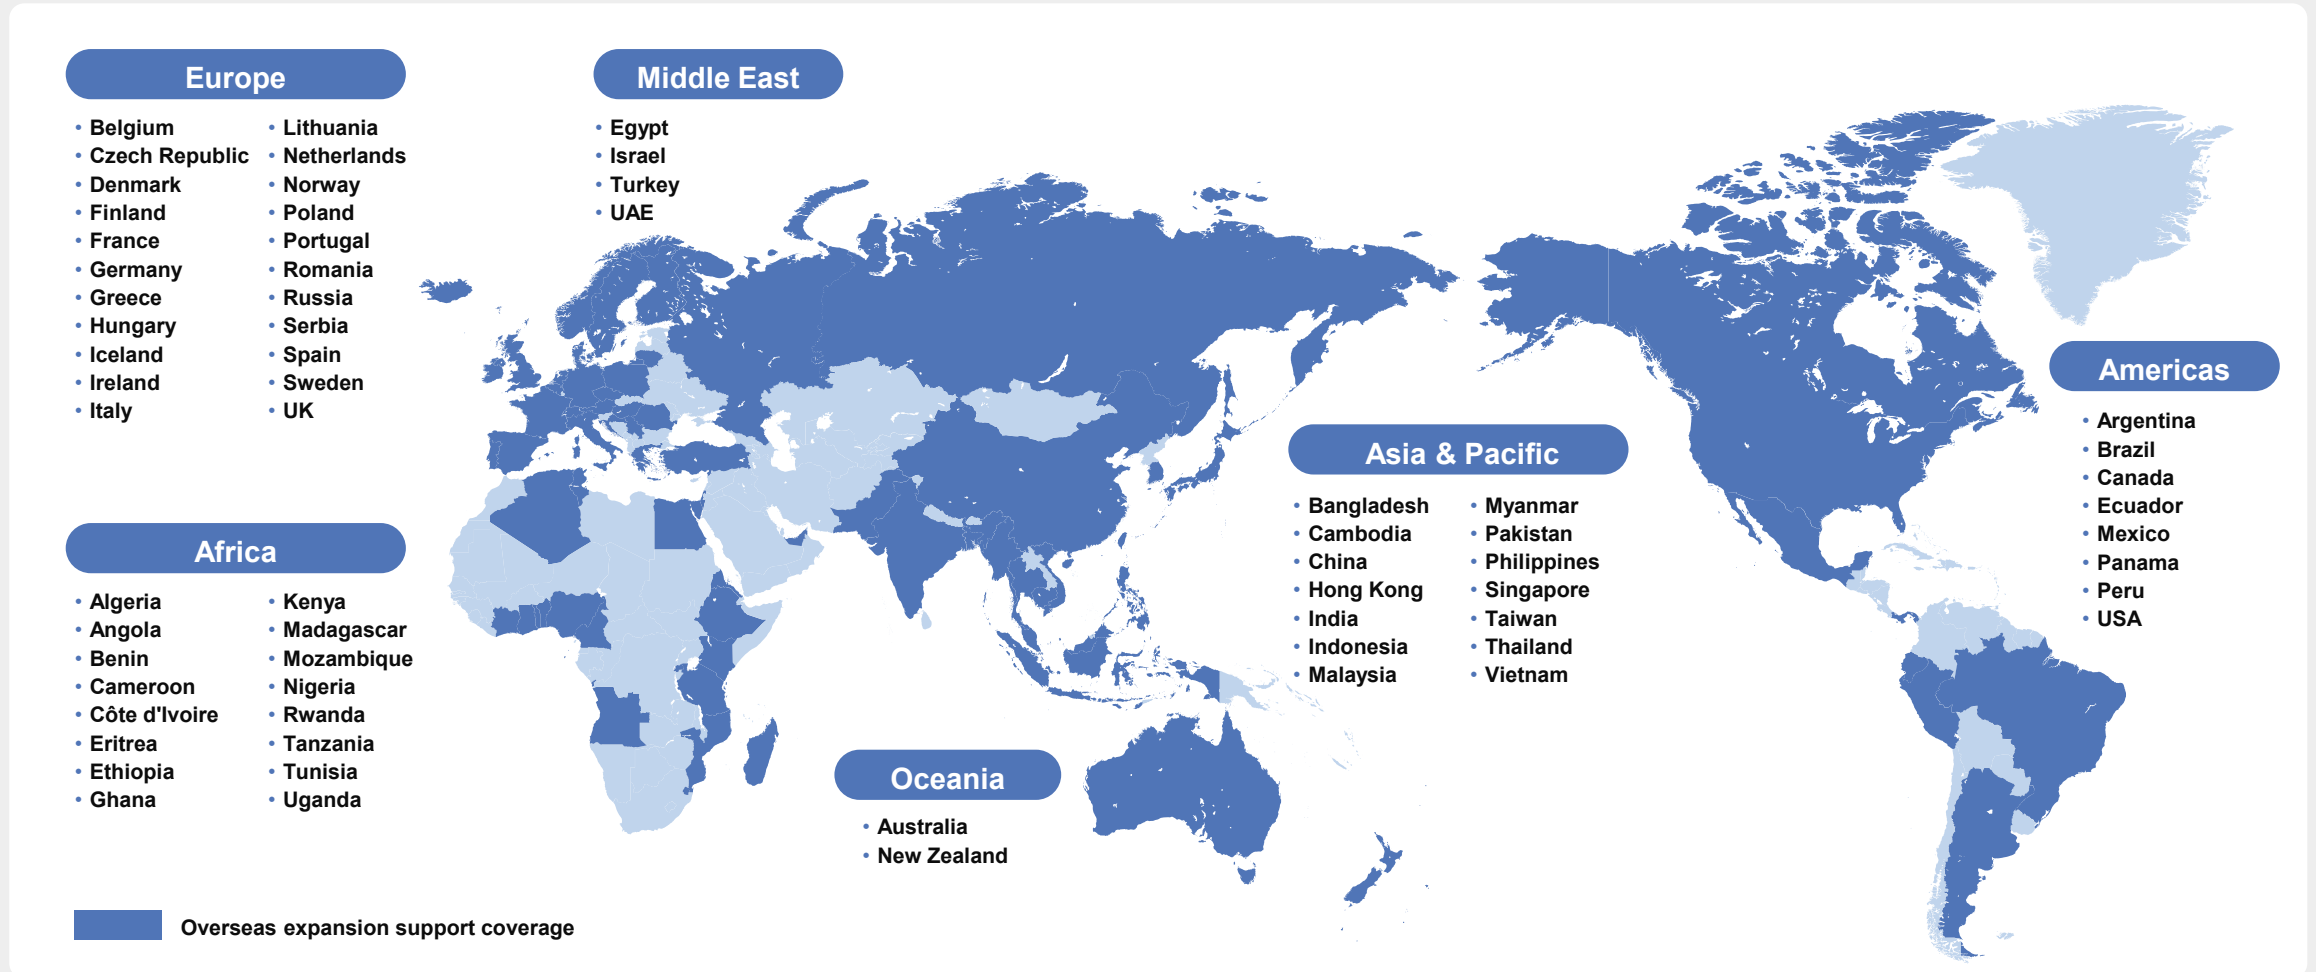 Europe
• Belgium
• Czech Republic
• Denmark
• Finland
• France
• Germany
• Greece
• Hungary
• Iceland
• Ireland
• Italy
• Lithuania
• Netherlands
• Norway
• Poland
• Portugal
• Romania
• Russia
• Serbia
• Spain
• Sweden
• UK
Middle East
• Egypt
• Israel
• Turkey
• UAE
Africa
• Algeria
• Angola
• Benin
• Cameroon
• Côte d'Ivoire
• Eritrea
• Ethiopia
• Ghana
• Kenya
• Madagascar
• Mozambique
• Nigeria
• Rwanda
• Tanzania
• Tunisia
• Uganda
Asia & Pacific
• Bangladesh
• Cambodia
• China
• Hong Kong
• India
• Indonesia
• Malaysia
• Myanmar
• Pakistan
• Philippines
• Singapore
• Taiwan
• Thailand
• Vietnam
Oceania
• Australia
• New Zealand
Americas
• Argentina
• Brazil
• Canada
• Ecuador
• Mexico
• Panama
• Peru
• USA
Overseas expansion support coverage